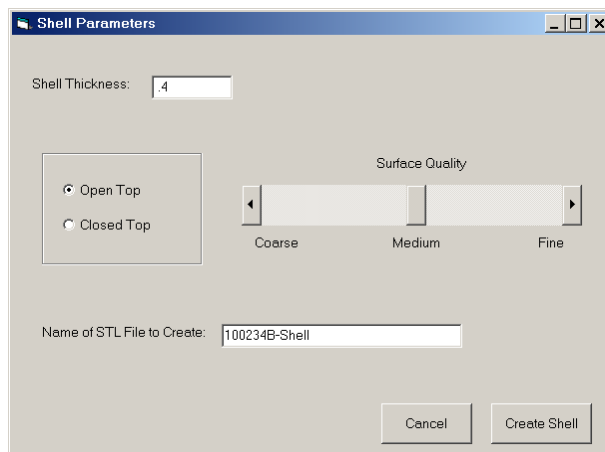 Shell Parameters
Shell Thickness: .4
Surface Quality
Open Top
Closed Top
Coarse Medium Fine
Name of STL File to Create: 100234B-Shell
Cancel Create Shell